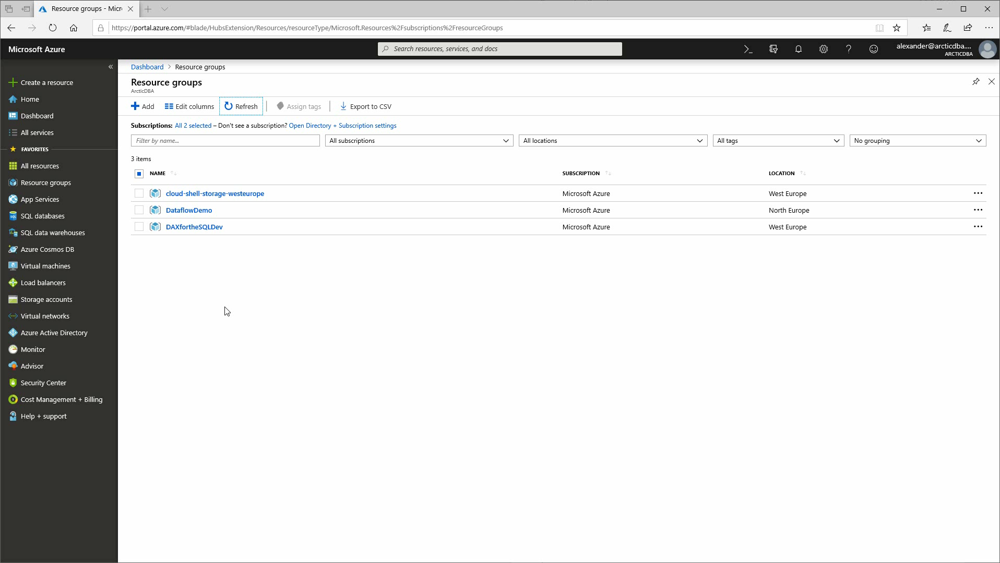 Resource groups - Micr
https://portal.azure.com/#blade/HubsExtension/Resources/resourceType/Microsoft.Resources%2Fsubscriptions%2FresourceGroups
Microsoft Azure
Search resources, services, and docs
alexander@arcticdba....
ARCTICDBA
Create a resource
Home
Dashboard
All services
FAVORITES
All resources
Resource groups
App Services
SQL databases
SQL data warehouses
Azure Cosmos DB
Virtual machines
Load balancers
Storage accounts
Virtual networks
Azure Active Directory
Monitor
Advisor
Security Center
Cost Management + Billing
Help + support
Dashboard > Resource groups
Resource groups
ArcticDBA
Add Edit columns Refresh Assign tags Export to CSV
Subscriptions: All 2 selected – Don't see a subscription? Open Directory + Subscription settings
Filter by name... All subscriptions All locations All tags No grouping
3 items
NAME SUBSCRIPTION LOCATION
cloud-shell-storage-westeurope Microsoft Azure West Europe
DataflowDemo Microsoft Azure North Europe
DAXfortheSQLDev Microsoft Azure West Europe